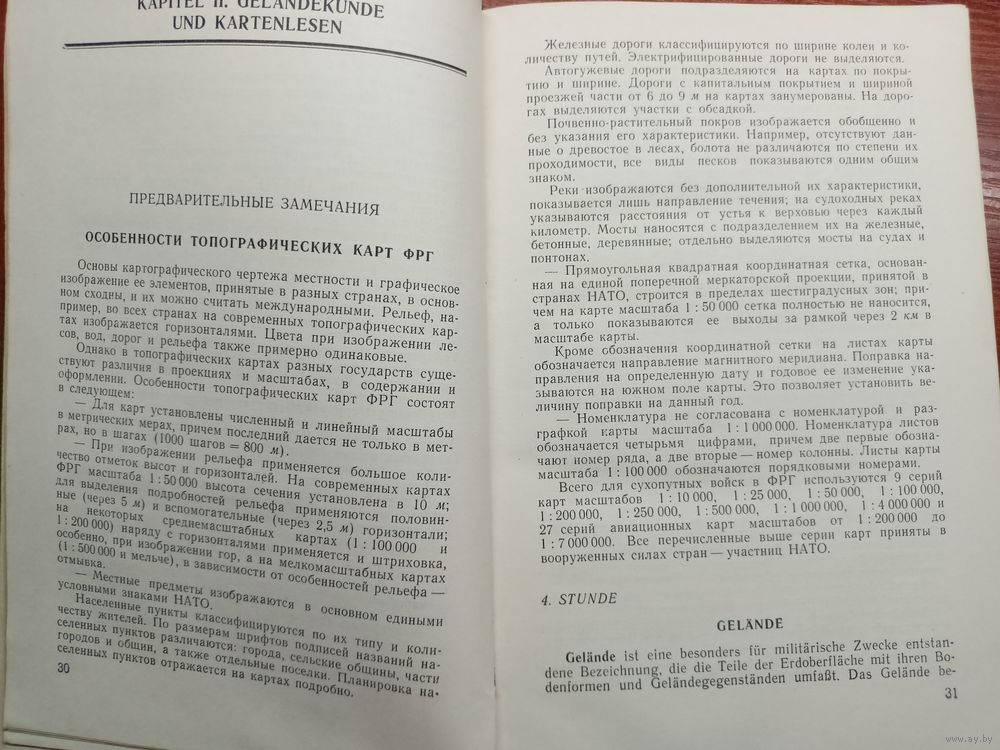 KAPITEL II. GELÄNDEKUNDE
UND KARTENLESEN
ПРЕДВАРИТЕЛЬНЫЕ ЗАМЕЧАНИЯ
ОСОБЕННОСТИ ТОПОГРАФИЧЕСКИХ КАРТ ФРГ
Основы картографического чертежа местности и графическое
изображение ее элементов, принятые в разных странах, в основ-
ном сходны, и их можно считать международными. Рельеф, на-
пример, во всех странах на современных топографических кар-
тах изображается горизонталями. Цвета при изображении ле-
сов, вод, дорог и рельефа также примерно одинаковые.
Однако в топографических картах разных государств суще-
ствуют различия в проекциях и масштабах, в содержании и
оформлении. Особенности топографических карт ФРГ состоят
в следующем:
— Для карт установлены численный и линейный масштабы
в метрических мерах, причем последний дается не только в мет-
рах, но и в шагах (1000 шагов = 800 м).
— При изображении рельефа применяется большое коли-
чество отметок высот и горизонталей. На современных картах
ФРГ масштаба 1 : 50 000 высота сечения установлена в 10 м;
для выделения подробностей рельефа применяются половин-
ные (через 5 м) и вспомогательные (через 2,5 м) горизонтали;
на некоторых среднемасштабных картах (1 : 100 000 и
1 : 200 000) наряду с горизонталями применяется и штриховка,
особенно, при изображении гор, а на мелкомасштабных картах
(1 : 500 000 и мельче), в зависимости от особенностей рельефа —
отмывка.
— Местные предметы изображаются в основном едиными
условными знаками НАТО.
Населенные пункты классифицируются по их типу и коли-
честву жителей. По размерам шрифтов подписей названий на-
селенных пунктов различаются: города, сельские общины, части
городов и общин, а также отдельные поселки. Планировка на-
селенных пунктов отражается на картах подробно.
30
Железные дороги классифицируются по ширине колеи и ко-
личеству путей. Электрифицированные дороги не выделяются.
Автогужевые дороги подразделяются на картах по покры-
тию и ширине. Дороги с капитальным покрытием и шириной
проезжей части от 6 до 9 м на картах занумерованы. На доро-
гах выделяются участки с обсадкой.
Почвенно-растительный покров изображается обобщенно и
без указания его характеристики. Например, отсутствуют дан-
ные о древостое в лесах, болота не различаются по степени их
проходимости, все виды песков показываются одним общим
знаком.
Реки изображаются без дополнительной их характеристики,
показывается лишь направление течения; на судоходных реках
указываются расстояния от устья к верховью через каждый
километр. Мосты наносятся с подразделением их на железные,
бетонные, деревянные; отдельно выделяются мосты на судах и
понтонах.
— Прямоугольная квадратная координатная сетка, основан-
ная на единой поперечной меркаторской проекции, принятой в
странах НАТО, строится в пределах шестиградусных зон; при-
чем на карте масштаба 1 : 50 000 сетка полностью не наносится,
а только показываются ее выходы за рамкой через 2 км в
масштабе карты.
Кроме обозначения координатной сетки на листах карты
обозначается направление магнитного меридиана. Поправка на-
правления на определенную дату и годовое ее изменение ука-
зываются на южном поле карты. Это позволяет установить ве-
личину поправки на данный год.
— Номенклатура не согласована с номенклатурой и раз-
графкой карты масштаба 1 : 1 000 000. Номенклатура листов
обозначается четырьмя цифрами, причем две первые обозна-
чают номер ряда, а две вторые — номер колонны. Листы карты
масштаба 1 : 100 000 обозначаются порядковыми номерами.
Всего для сухопутных войск в ФРГ используются 9 серий
карт масштабов 1 : 10 000, 1 : 25 000, 1 : 50 000, 1 : 100 000,
1 : 200 000, 1 : 250 000, 1 : 500 000, 1 : 1 000 000, 1 : 4 000 000 и
27 серий авиационных карт масштабов от 1 : 200 000 до
1 : 7 000 000. Все перечисленные выше серии карт приняты в
вооруженных силах стран — участниц НАТО.
4. STUNDE
GELÄNDE
Gelände ist eine besonders für militärische Zwecke entstan-
dene Bezeichnung, die die Teile der Erdoberfläche mit ihren Bo-
denformen und Geländegegenständen umfaßt. Das Gelände be-
31
www.ay.by